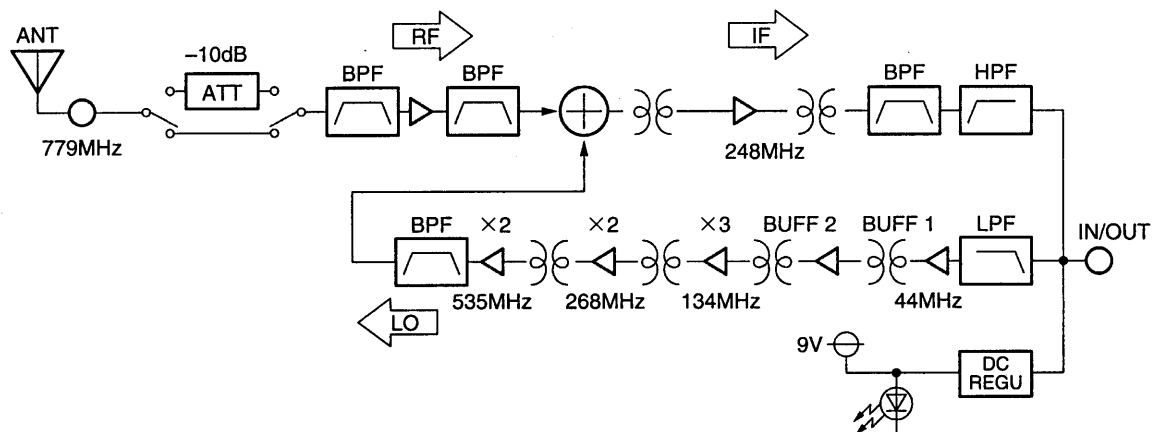 ANT
RF
IF
–10dB
BPF
BPF
BPF
HPF
ATT
779MHz
248MHz
BPF
×2
×2
×3
BUFF 2
BUFF 1
LPF
IN/OUT
535MHz
268MHz
134MHz
44MHz
LO
9V
DC
REGU